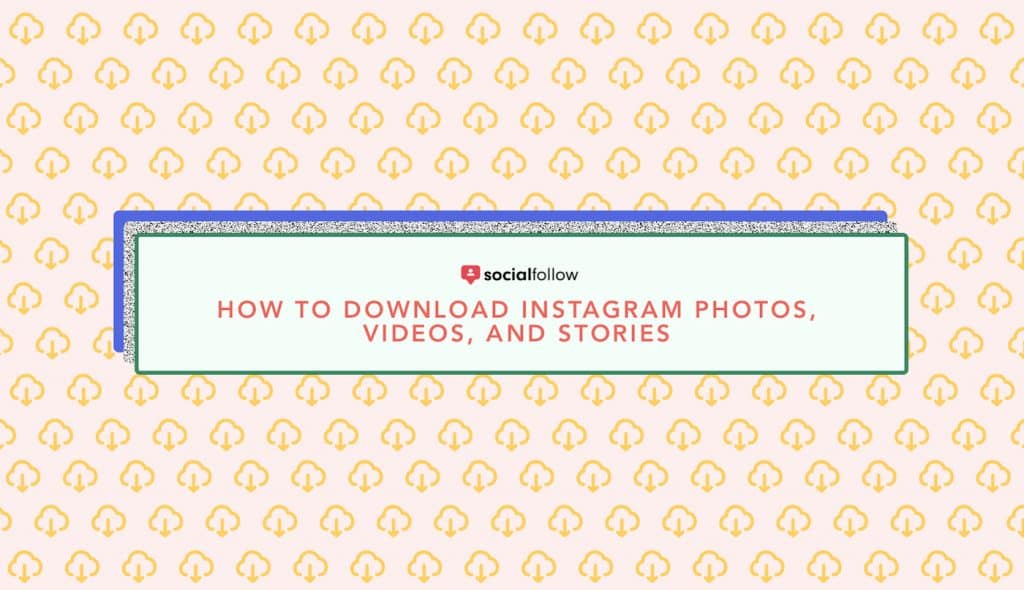 socialfollow
HOW TO DOWNLOAD INSTAGRAM PHOTOS,
VIDEOS, AND STORIES